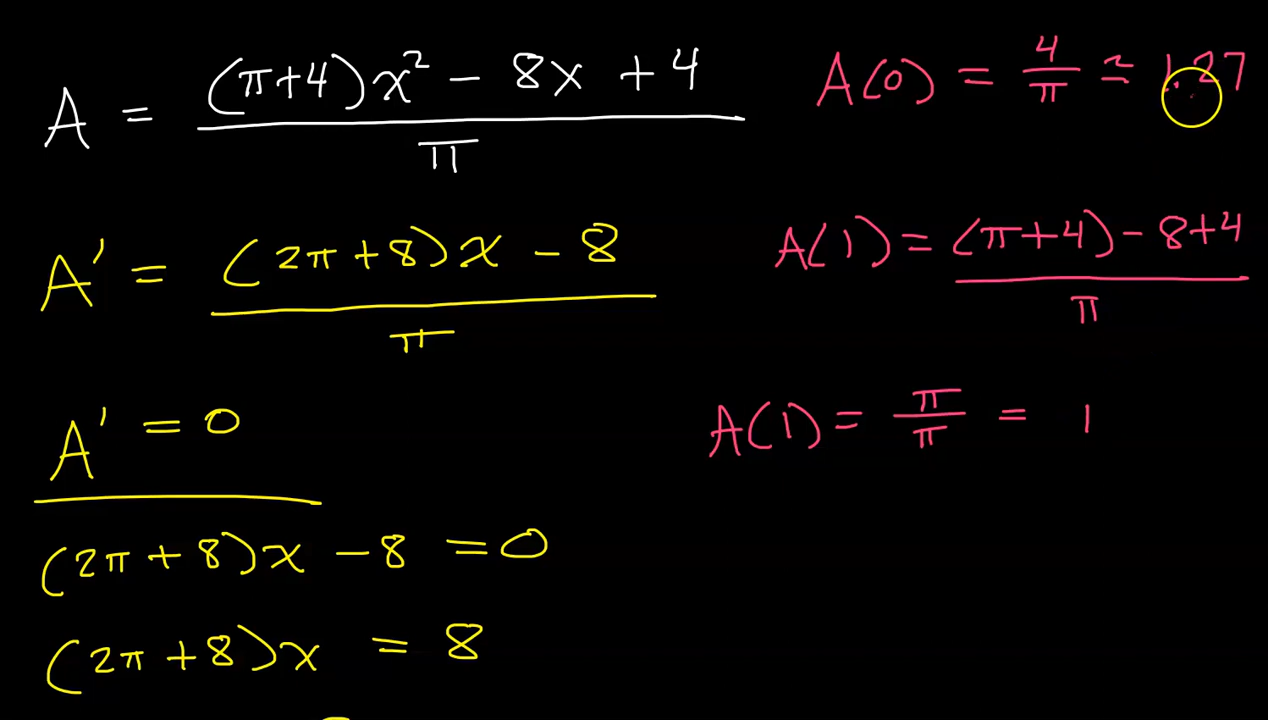 A = ((π+4)x² − 8x + 4) / π
A' = ((2π+8)x − 8) / π
A' = 0
(2π+8)x − 8 = 0
(2π+8)x = 8
A(0) = 4/π ≈ 1.27
A(1) = ((π+4) − 8+4) / π
A(1) = π/π = 1